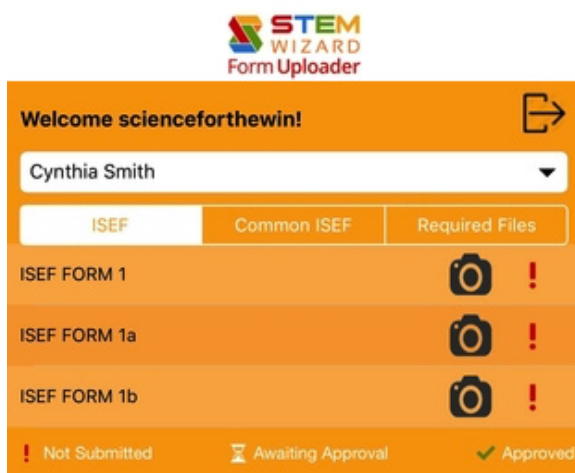 STEM
WIZARD
Form Uploader
Welcome scienceforthewin!
Cynthia Smith
ISEF Common ISEF Required Files
ISEF FORM 1 !
ISEF FORM 1a !
ISEF FORM 1b !
! Not Submitted Awaiting Approval Approved